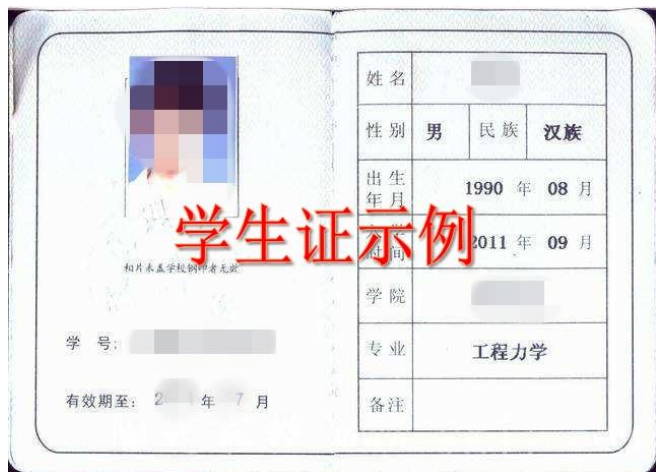 学生证示例
相片未盖学校钢印者无效
学 号:
有效期至: 2 年 7 月
姓 名
性 别 男 民 族 汉族
出 生
年 月 1990 年 08 月
时间 2011 年 09 月
学 院
专 业 工程力学
备注